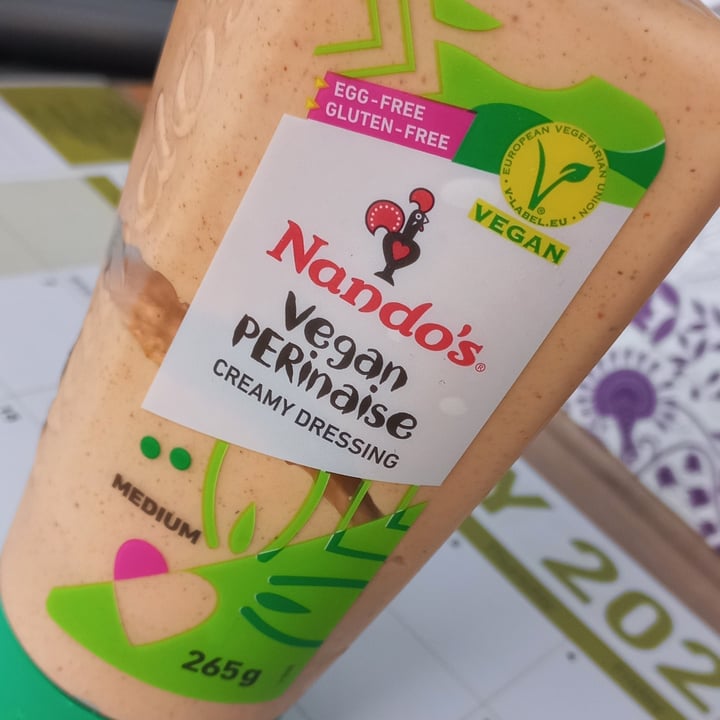 EGG-FREE
GLUTEN-FREE
EUROPEAN VEGETARIAN UNION
V-LABEL.EU
VEGAN
Nando's®
Vegan
PERinaise
CREAMY DRESSING
MEDIUM
265g